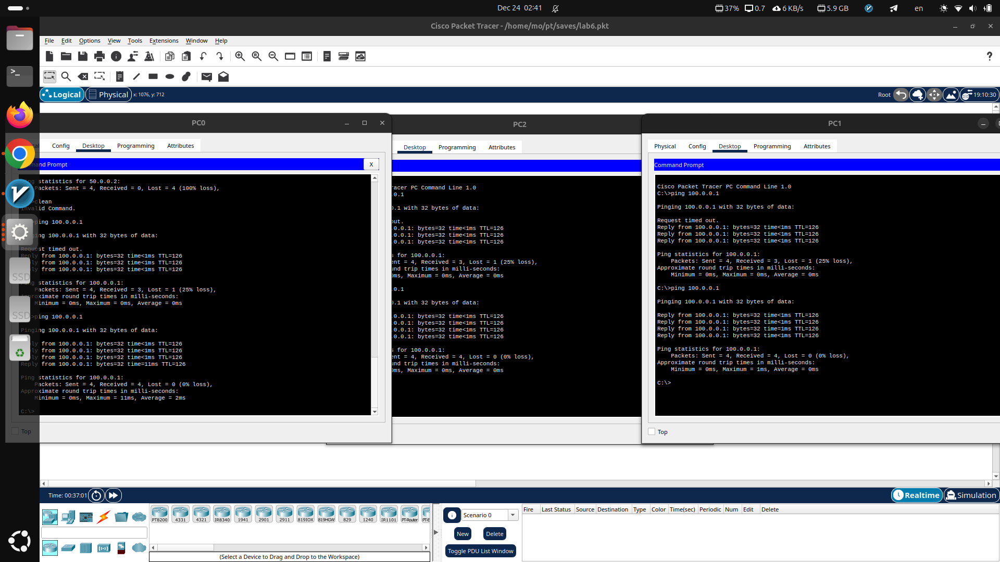 Dec 24 02:41
37% 0.7 6 KB/s 5.9 GB en
Cisco Packet Tracer - /home/mo/pt/saves/lab6.pkt
File Edit Options View Tools Extensions Window Help
Logical Physical x: 1076, y: 712
Root 19:10:30
PC0
Config Desktop Programming Attributes
Command Prompt X
Ping statistics for 50.0.0.2:
Packets: Sent = 4, Received = 0, Lost = 4 (100% loss),
clean
Invalid Command.
ping 100.0.0.1
Pinging 100.0.0.1 with 32 bytes of data:
Request timed out.
Reply from 100.0.0.1: bytes=32 time<1ms TTL=126
Reply from 100.0.0.1: bytes=32 time<1ms TTL=126
Reply from 100.0.0.1: bytes=32 time<1ms TTL=126
Ping statistics for 100.0.0.1:
Packets: Sent = 4, Received = 3, Lost = 1 (25% loss),
Approximate round trip times in milli-seconds:
Minimum = 0ms, Maximum = 0ms, Average = 0ms
>ping 100.0.0.1
Pinging 100.0.0.1 with 32 bytes of data:
Reply from 100.0.0.1: bytes=32 time<1ms TTL=126
Reply from 100.0.0.1: bytes=32 time<1ms TTL=126
Reply from 100.0.0.1: bytes=32 time<1ms TTL=126
Reply from 100.0.0.1: bytes=32 time=11ms TTL=126
Ping statistics for 100.0.0.1:
Packets: Sent = 4, Received = 4, Lost = 0 (0% loss),
Approximate round trip times in milli-seconds:
Minimum = 0ms, Maximum = 11ms, Average = 2ms
C:\>
Top
PC2
Desktop Programming Attributes
racer PC Command Line 1.0
.0.1
0.1 with 32 bytes of data:
out.
.0.0.1: bytes=32 time<1ms TTL=126
.0.0.1: bytes=32 time<1ms TTL=126
.0.0.1: bytes=32 time<1ms TTL=126
s for 100.0.0.1:
ent = 4, Received = 3, Lost = 1 (25% loss),
und trip times in milli-seconds:
0ms, Maximum = 0ms, Average = 0ms
.0.1
0.1 with 32 bytes of data:
.0.0.1: bytes=32 time<1ms TTL=126
.0.0.1: bytes=32 time<1ms TTL=126
.0.0.1: bytes=32 time<1ms TTL=126
.0.0.1: bytes=32 time<1ms TTL=126
s for 100.0.0.1:
ent = 4, Received = 4, Lost = 0 (0% loss),
und trip times in milli-seconds:
0ms, Maximum = 0ms, Average = 0ms
PC1
Physical Config Desktop Programming Attributes
Command Prompt
Cisco Packet Tracer PC Command Line 1.0
C:\>ping 100.0.0.1
Pinging 100.0.0.1 with 32 bytes of data:
Request timed out.
Reply from 100.0.0.1: bytes=32 time<1ms TTL=126
Reply from 100.0.0.1: bytes=32 time<1ms TTL=126
Reply from 100.0.0.1: bytes=32 time<1ms TTL=126
Ping statistics for 100.0.0.1:
Packets: Sent = 4, Received = 3, Lost = 1 (25% loss),
Approximate round trip times in milli-seconds:
Minimum = 0ms, Maximum = 0ms, Average = 0ms
C:\>ping 100.0.0.1
Pinging 100.0.0.1 with 32 bytes of data:
Reply from 100.0.0.1: bytes=32 time<1ms TTL=126
Reply from 100.0.0.1: bytes=32 time<1ms TTL=126
Reply from 100.0.0.1: bytes=32 time=1ms TTL=126
Reply from 100.0.0.1: bytes=32 time<1ms TTL=126
Ping statistics for 100.0.0.1:
Packets: Sent = 4, Received = 4, Lost = 0 (0% loss),
Approximate round trip times in milli-seconds:
Minimum = 0ms, Maximum = 1ms, Average = 0ms
C:\>
Top
SSD
SSD
Time: 00:37:01
Realtime Simulation
PT8200 4331 4321 IR8340 1941 2901 2911 819IOX 819HGW 829 1240 IR1101 PT-Router PT-E
(Select a Device to Drag and Drop to the Workspace)
Scenario 0
New Delete
Toggle PDU List Window
Fire Last Status Source Destination Type Color Time(sec) Periodic Num Edit Delete